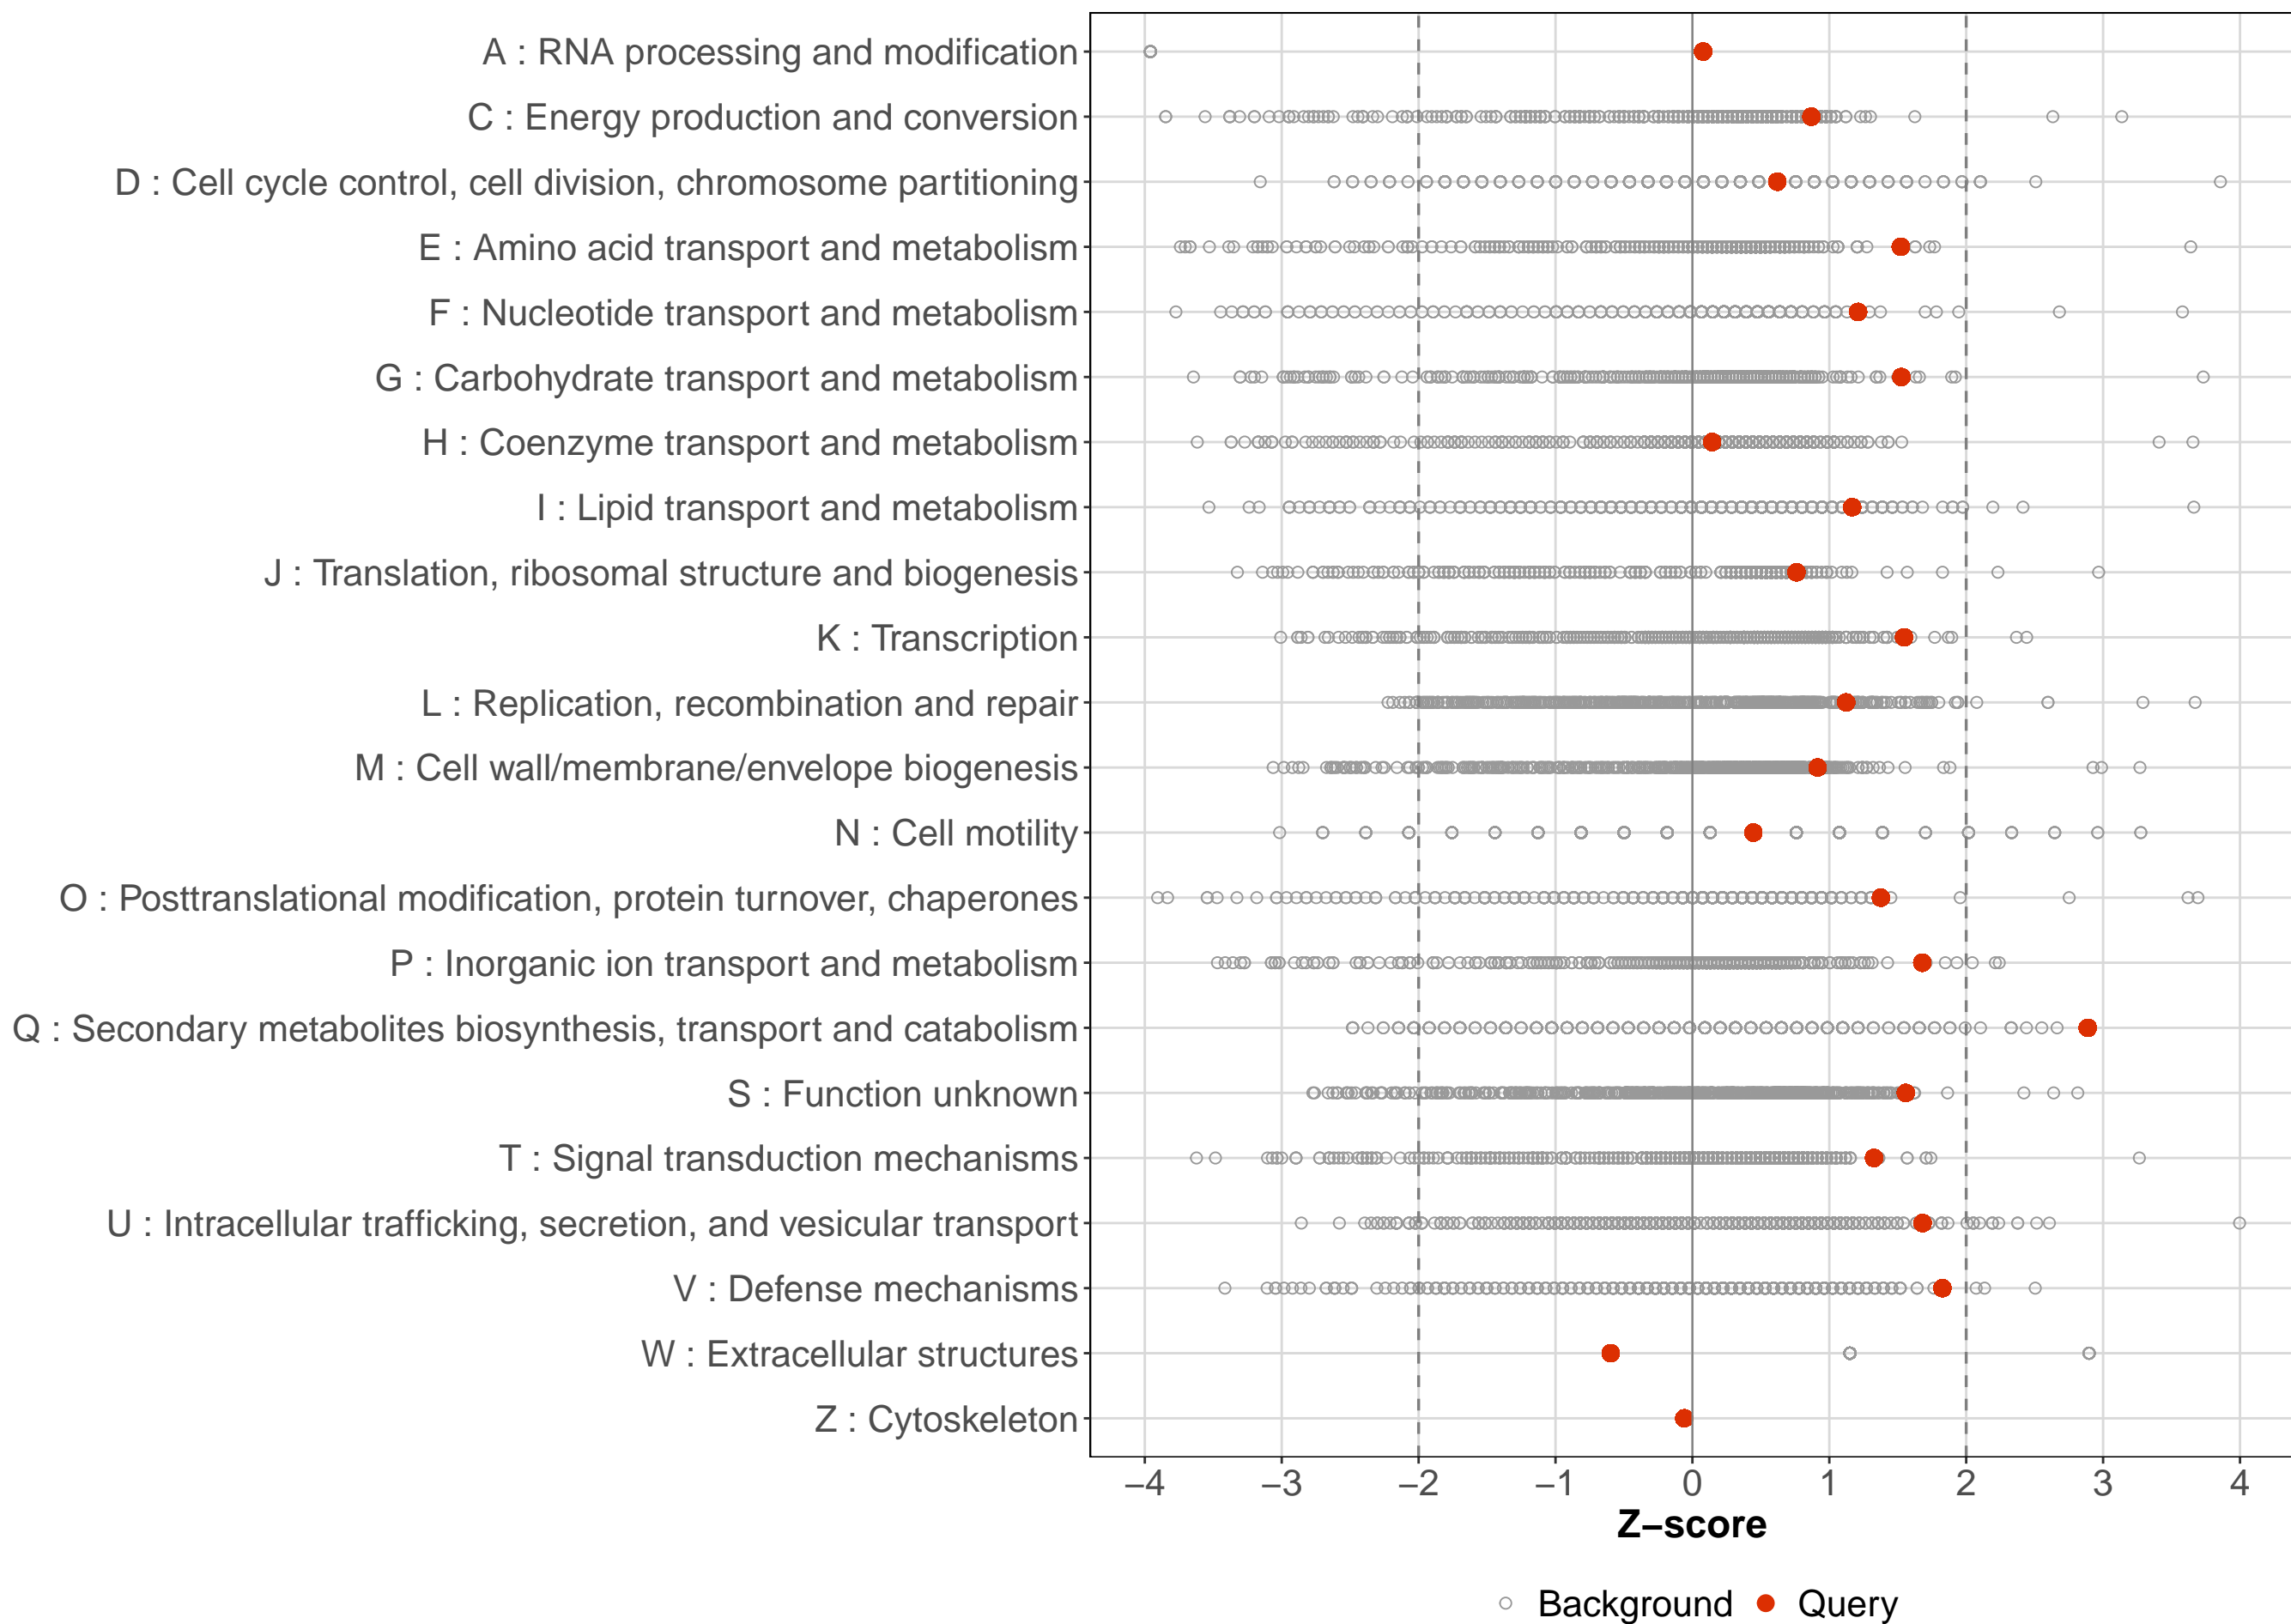 A : RNA processing and modification
C : Energy production and conversion
D : Cell cycle control, cell division, chromosome partitioning
E : Amino acid transport and metabolism
F : Nucleotide transport and metabolism
G : Carbohydrate transport and metabolism
H : Coenzyme transport and metabolism
I : Lipid transport and metabolism
J : Translation, ribosomal structure and biogenesis
K : Transcription
L : Replication, recombination and repair
M : Cell wall/membrane/envelope biogenesis
N : Cell motility
O : Posttranslational modification, protein turnover, chaperones
P : Inorganic ion transport and metabolism
Q : Secondary metabolites biosynthesis, transport and catabolism
S : Function unknown
T : Signal transduction mechanisms
U : Intracellular trafficking, secretion, and vesicular transport
V : Defense mechanisms
W : Extracellular structures
Z : Cytoskeleton
−4 −3 −2 −1 0 1 2 3 4
Z−score
Background Query